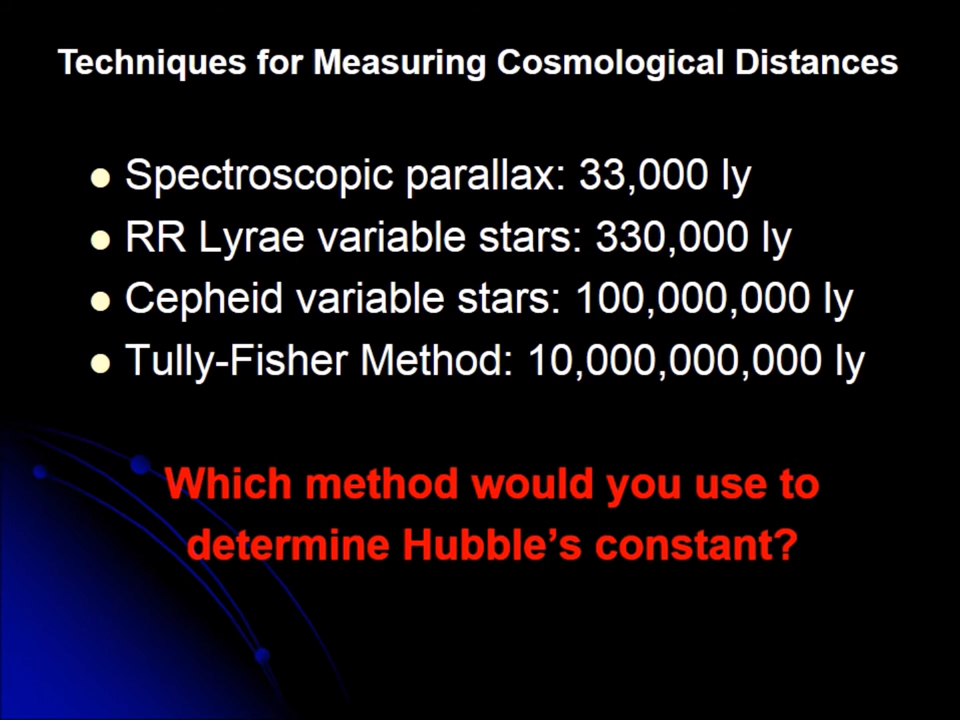 Techniques for Measuring Cosmological Distances
Spectroscopic parallax: 33,000 ly
RR Lyrae variable stars: 330,000 ly
Cepheid variable stars: 100,000,000 ly
Tully-Fisher Method: 10,000,000,000 ly
Which method would you use to
determine Hubble’s constant?